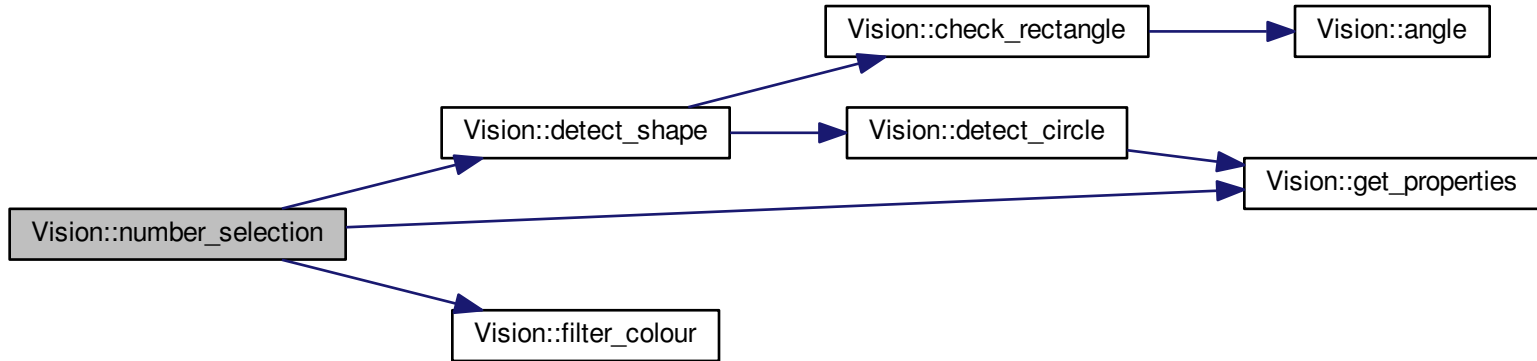 Vision::check_rectangle
Vision::angle
Vision::detect_shape
Vision::detect_circle
Vision::get_properties
Vision::number_selection
Vision::filter_colour